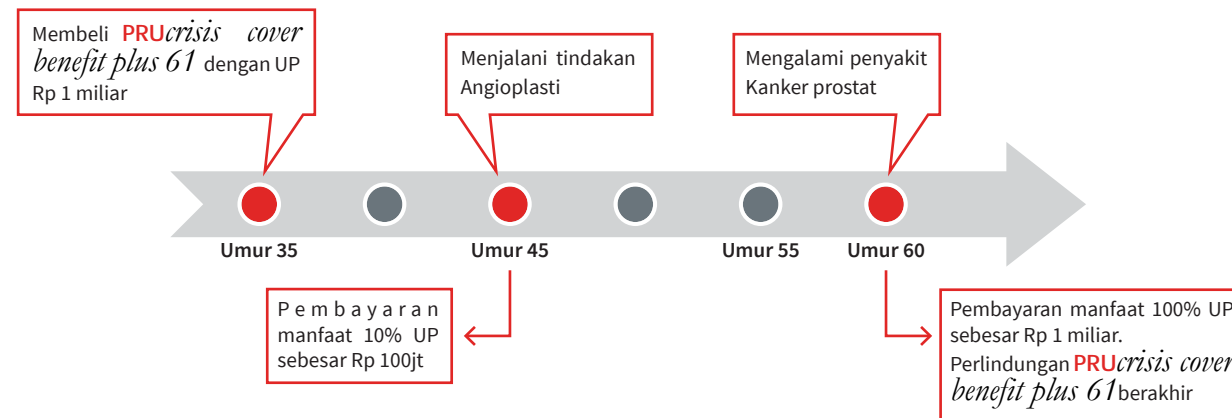 Membeli PRUcrisis cover
benefit plus 61 dengan UP
Rp 1 miliar
Menjalani tindakan
Angioplasti
Mengalami penyakit
Kanker prostat
Umur 35
Umur 45
Umur 55
Umur 60
Pembayaran
manfaat 10% UP
sebesar Rp 100jt
Pembayaran manfaat 100% UP
sebesar Rp 1 miliar.
Perlindungan PRUcrisis cover
benefit plus 61 berakhir